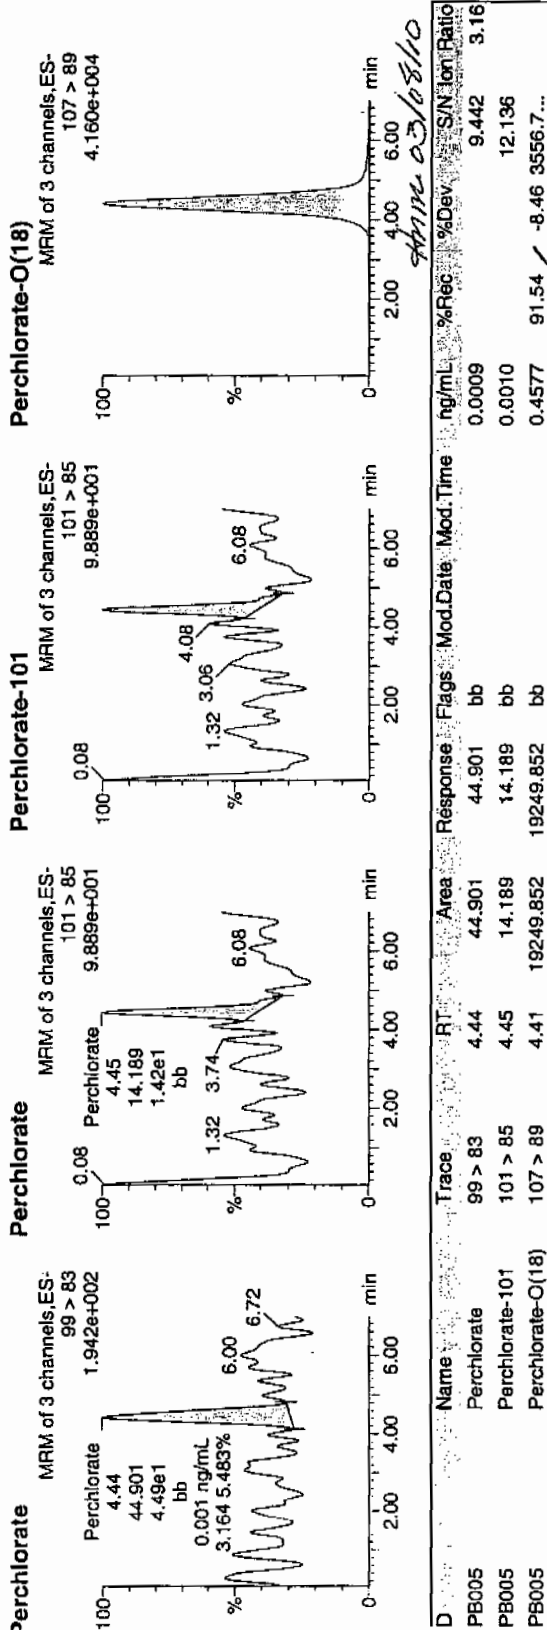 Perchlorate
MRM of 3 channels,ES-
99 > 83
1.942e+002
100
%
0
Perchlorate
4.44
44.901
4.49e1
bb
0.001 ng/mL
3.164 5.483%
6.00
6.72
2.00
4.00
6.00
min
Perchlorate
MRM of 3 channels,ES-
101 > 85
9.889e+001
100
%
0
0.08
Perchlorate
4.45
14.189
1.42e1
bb
1.32
3.74
6.08
2.00
4.00
6.00
min
Perchlorate-101
MRM of 3 channels,ES-
101 > 85
9.889e+001
100
%
0
0.08
1.32
3.06
4.08
6.08
2.00
4.00
6.00
min
Perchlorate-O(18)
MRM of 3 channels,ES-
107 > 89
4.160e+004
100
%
0
2.00
4.00
6.00
min
03/08/10
D Name Trace RT Area Response Flags Mod.Date Mod.Time ng/mL %Rec %Dev S/N Ion Ratio
PB005 Perchlorate 99 > 83 4.44 44.901 44.901 bb 0.0009 9.442 3.16
PB005 Perchlorate-101 101 > 85 4.45 14.189 14.189 bb 0.0010 12.136
PB005 Perchlorate-O(18) 107 > 89 4.41 19249.852 19249.852 bb 0.4577 91.54 / -8.46 3556.7...